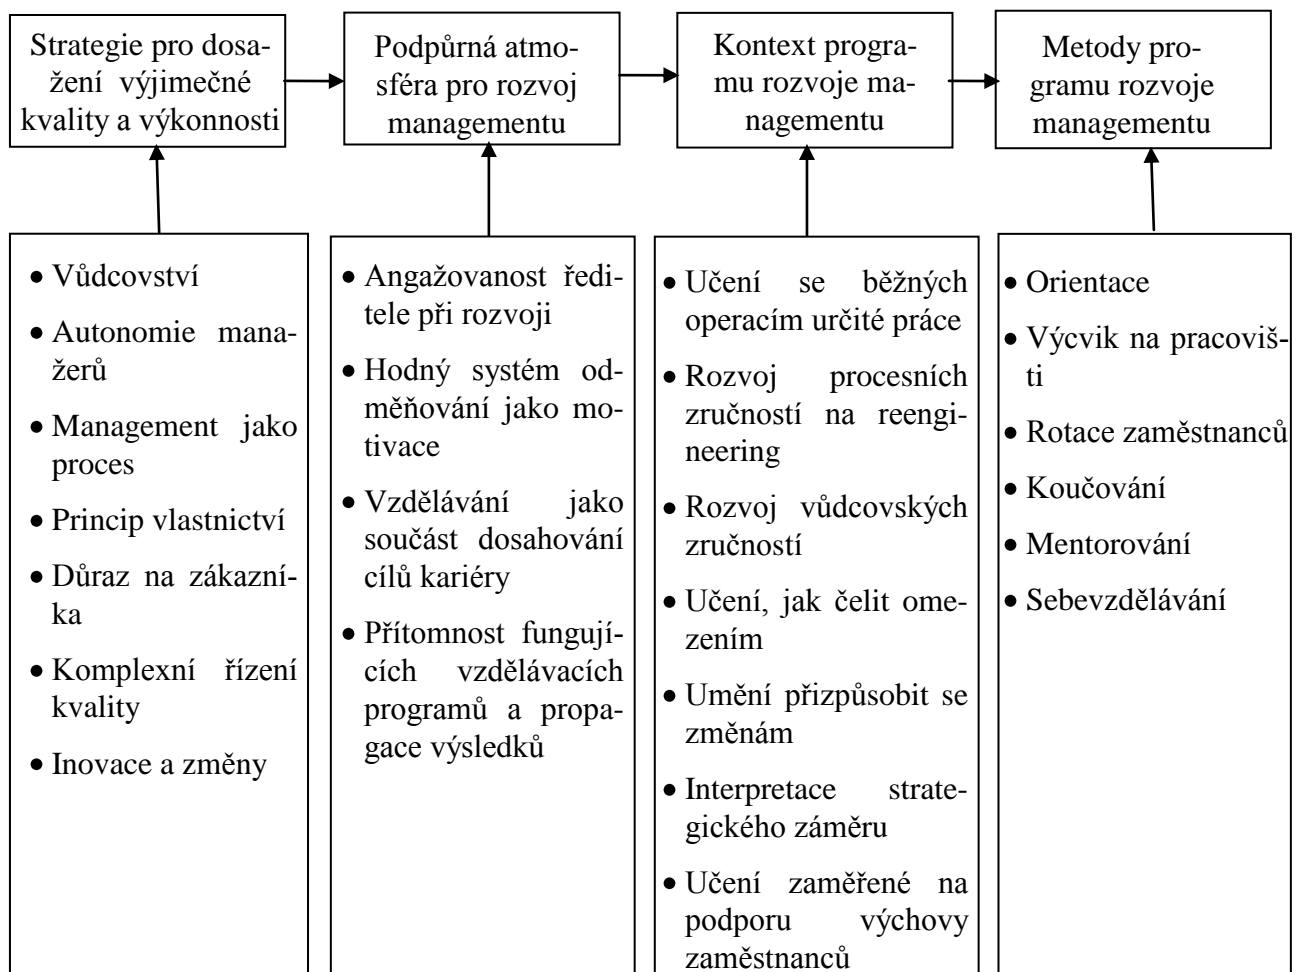 Strategie pro dosa-
žení výjimečné
kvality a výkonnosti
Podpůrná atmo-
sféra pro rozvoj
managementu
Kontext progra-
mu rozvoje ma-
nagementu
Metody pro-
gramu rozvoje
managementu
• Vůdcovství
• Autonomie mana-
žerů
• Management jako
proces
• Princip vlastnictví
• Důraz na zákazní-
ka
• Komplexní řízení
kvality
• Inovace a změny
• Angažovanost ředi-
tele při rozvoji
• Hodný systém od-
měňování jako mo-
tivace
• Vzdělávání jako
součást dosahování
cílů kariéry
• Přítomnost fungují-
cích vzdělávacích
programů a propa-
gace výsledků
• Učení se běžných
operacím určité práce
• Rozvoj procesních
zručností na reengi-
neering
• Rozvoj vůdcovských
zručností
• Učení, jak čelit ome-
zením
• Umění přizpůsobit se
změnám
• Interpretace strate-
gického záměru
• Učení zaměřené na
podporu výchovy
zaměstnanců
• Orientace
• Výcvik na pracoviš-
ti
• Rotace zaměstnanců
• Koučování
• Mentorování
• Sebevzdělávání